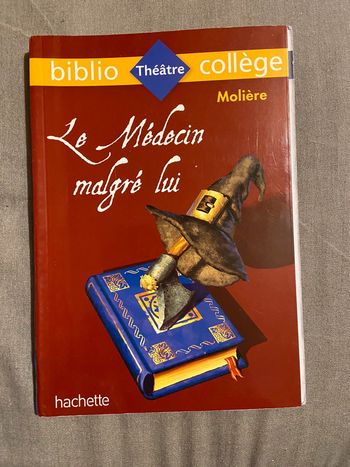 biblio Théâtre collège
Molière
Le Médecin
malgré lui
hachette